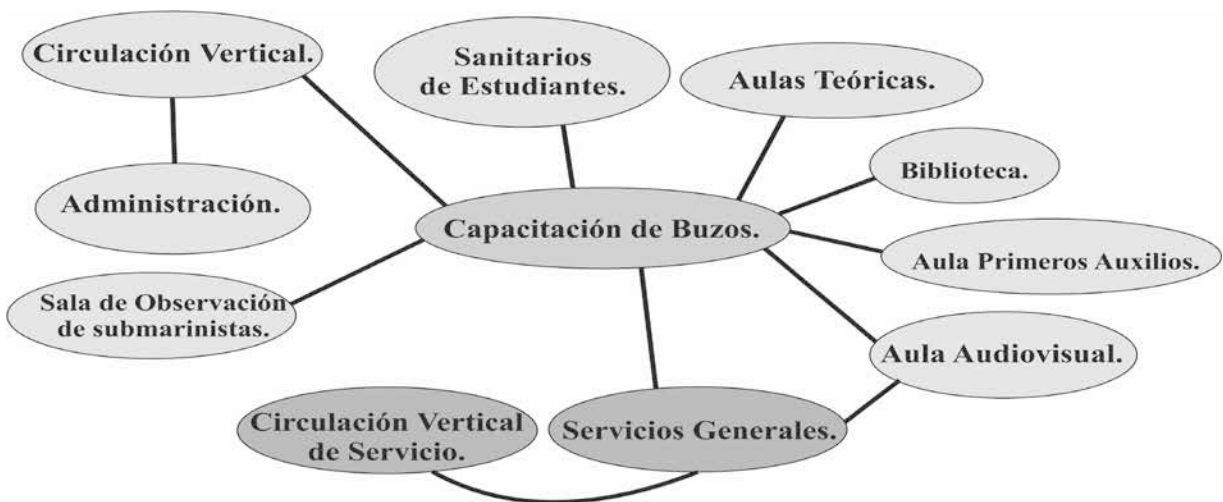 Circulación Vertical.
Sanitarios
de Estudiantes.
Aulas Teóricas.
Biblioteca.
Administración.
Capacitación de Buzos.
Aula Primeros Auxilios.
Sala de Observación
de submarinistas.
Aula Audiovisual.
Circulación Vertical
de Servicio.
Servicios Generales.